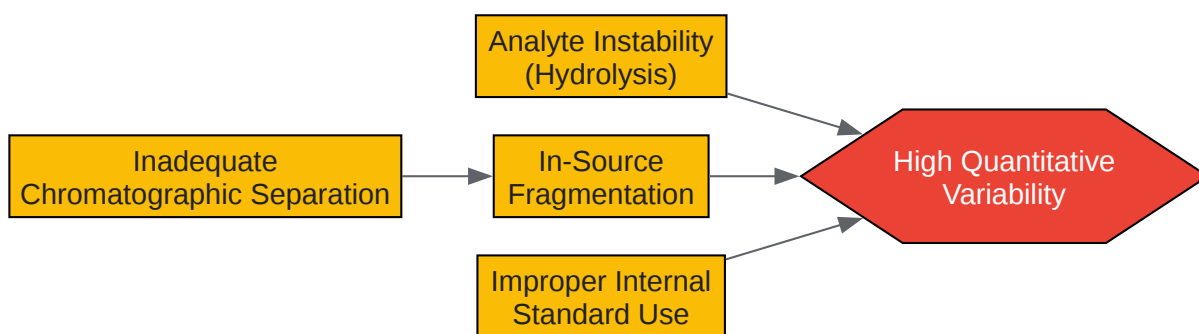 Analyte Instability
(Hydrolysis)
Inadequate
Chromatographic Separation
In-Source
Fragmentation
High Quantitative
Variability
Improper Internal
Standard Use